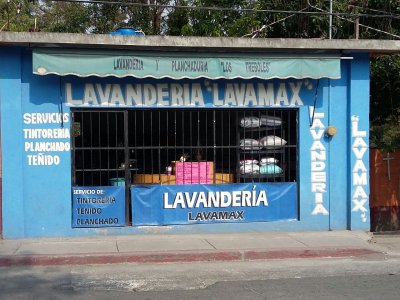 LAVANDERIA Y PLANCHADURIA "LOS TREBOLES"
LAVANDERIA "LAVAMAX"
SERVICIOS
TINTORERIA
PLANCHADO
TEÑIDO
LAVANDERIA
"LAVAMAX"
SERVICIO DE:
TINTORERIA
TEÑIDO
PLANCHADO
LAVANDERÍA
LAVAMAX